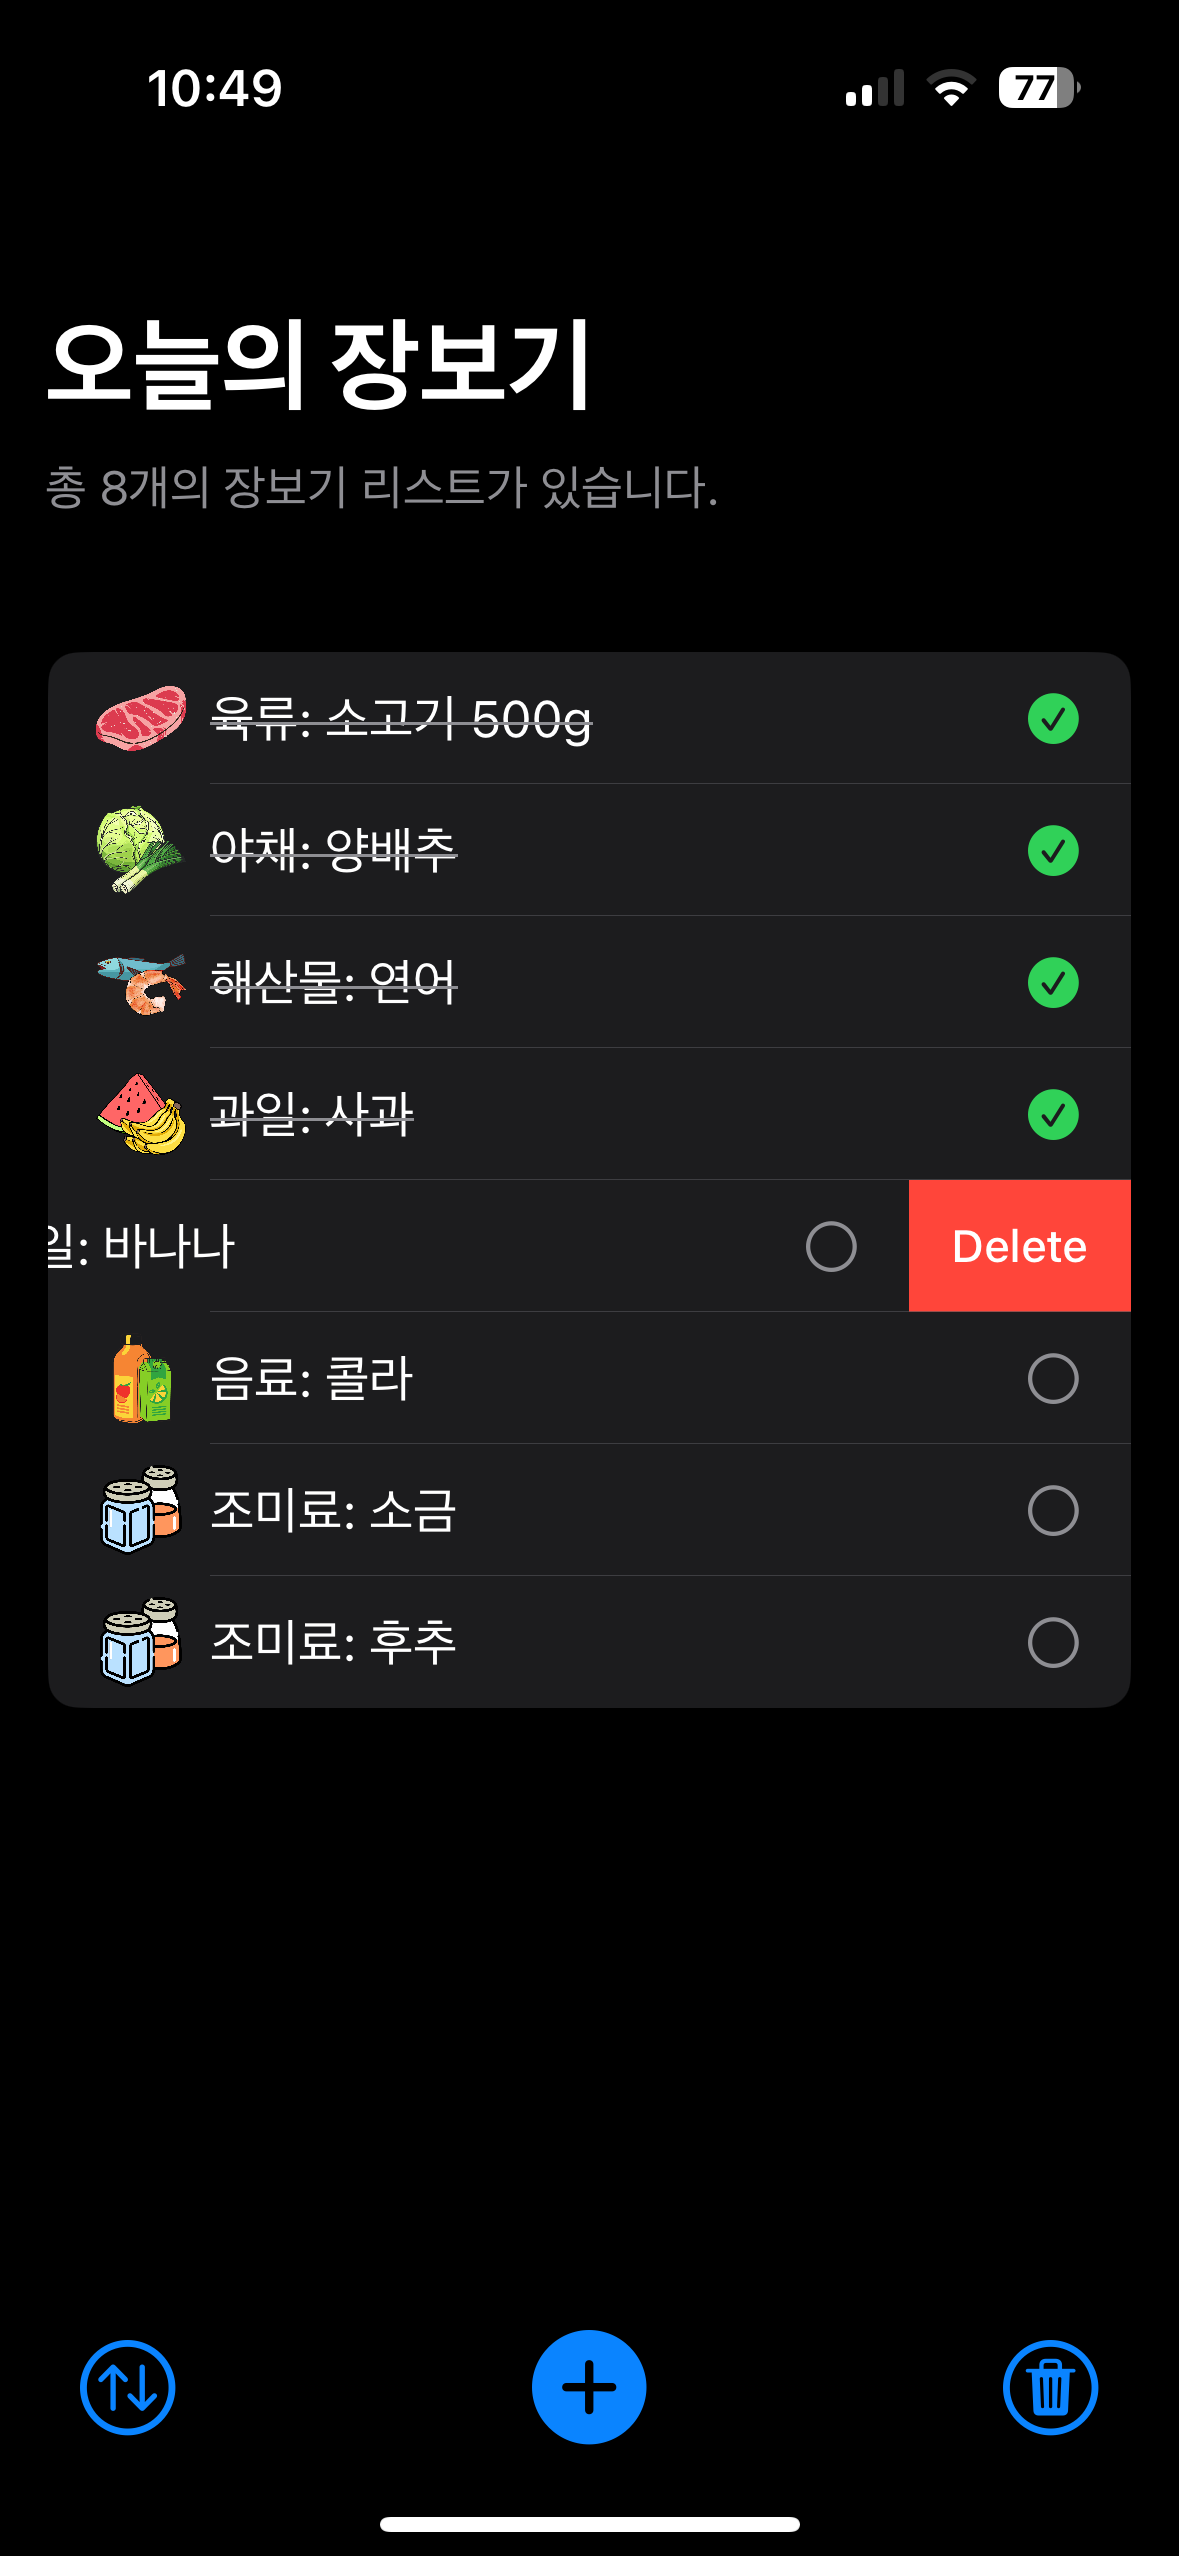 10:49
77
오늘의 장보기
총 8개의 장보기 리스트가 있습니다.
육류: 소고기 500g
야채: 양배추
해산물: 연어
과일: 사과
일: 바나나
Delete
음료: 콜라
조미료: 소금
조미료: 후추